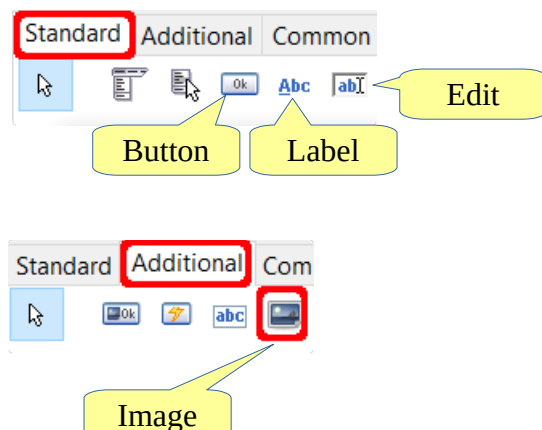 Standard Additional Common
Ok Abc ab Edit
Button Label
Standard Additional Com
Ok abc
Image